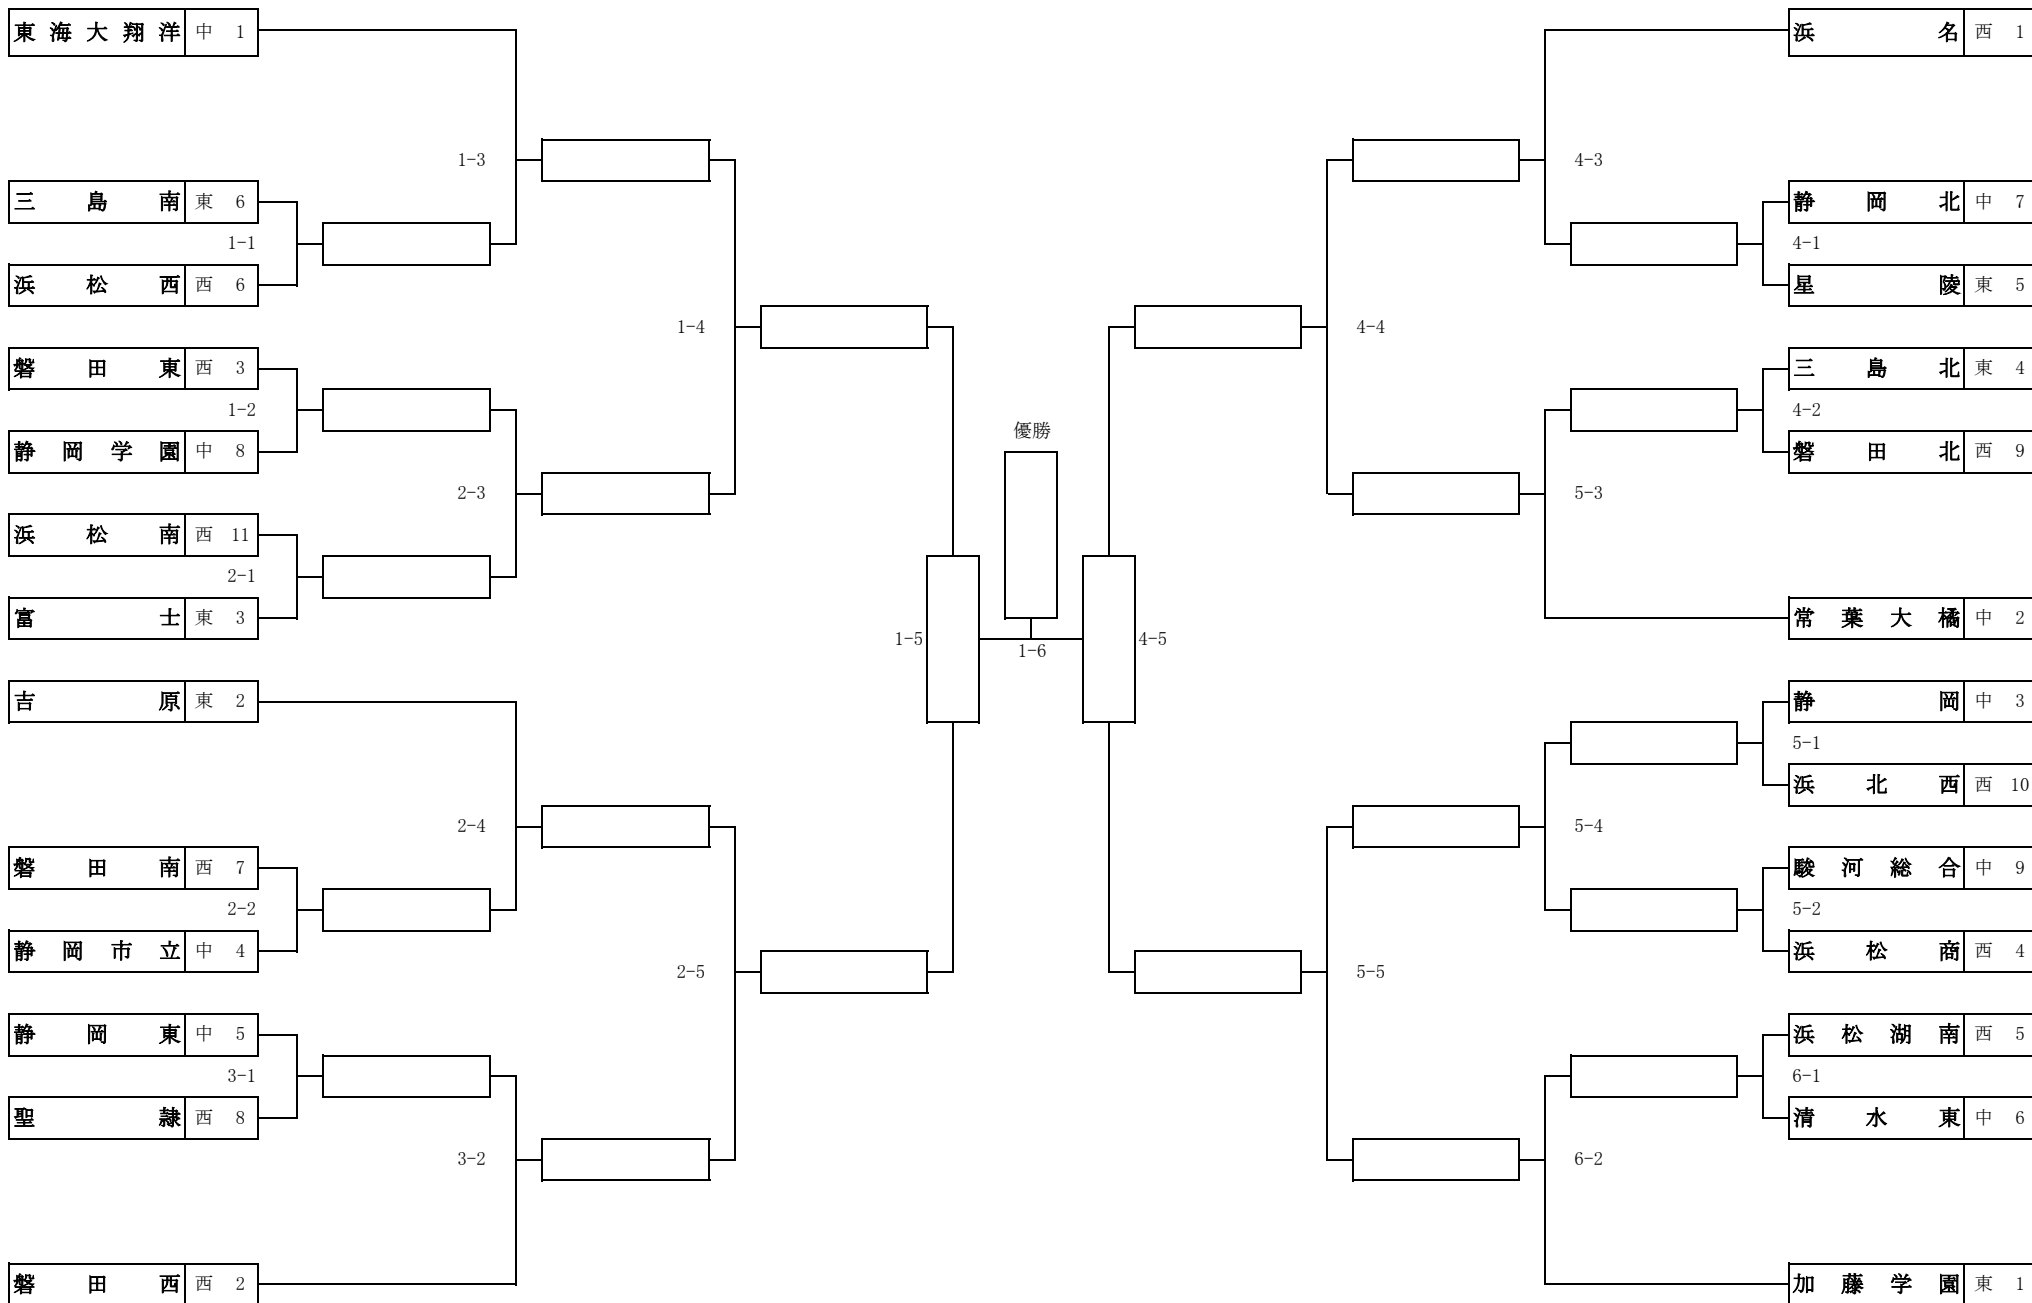 東海大翔洋 中 1
1-3
三島南 東 6
1-1
浜松西 西 6
1-4
磐田東 西 3
1-2
静岡学園 中 8
2-3
浜松南 西 11
2-1
富士 東 3
1-5
吉原 東 2
2-4
磐田南 西 7
2-2
静岡市立 中 4
2-5
静岡東 中 5
3-1
聖隷 西 8
3-2
磐田西 西 2
優勝
1-6
浜名 西 1
4-3
静岡北 中 7
4-1
星陵 東 5
4-4
三島北 東 4
4-2
磐田北 西 9
5-3
常葉大橘 中 2
4-5
静岡 中 3
5-1
浜北西 西 10
5-4
駿河総合 中 9
5-2
浜松商 西 4
5-5
浜松湖南 西 5
6-1
清水東 中 6
6-2
加藤学園 東 1